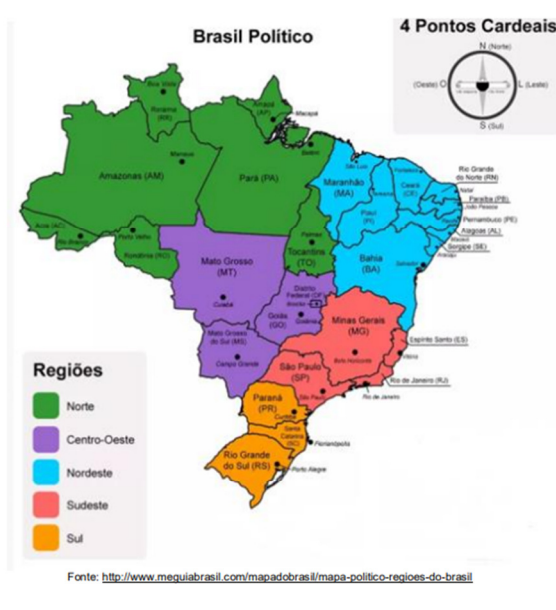 Brasil Político
4 Pontos Cardeais
N (Norte)
(Oeste) O
L (Leste)
S (Sul)
Boa Vista
Roraima
(RR)
Amapá
(AP)
Macapá
Manaus
Amazonas (AM)
Belém
Pará (PA)
São Luís
Maranhão
(MA)
Fortaleza
Ceará
(CE)
Rio Grande
do Norte (RN)
Natal
Paraíba (PB)
João Pessoa
Pernambuco (PE)
Alagoas (AL)
Maceió
Sergipe (SE)
Aracaju
Piauí
(PI)
Acre (AC)
Rio Branco
Porto Velho
Rondônia (RO)
Palmas
Tocantins
(TO)
Bahia
(BA)
Salvador
Mato Grosso
(MT)
Cuiabá
Distrito
Federal (DF)
Goiás
(GO)
Goiânia
Minas Gerais
(MG)
Belo Horizonte
Espírito Santo (ES)
Vitória
Mato Grosso
do Sul (MS)
Campo Grande
São Paulo
(SP)
São Paulo
Rio de Janeiro (RJ)
Rio de Janeiro
Paraná
(PR)
Curitiba
Santa
Catarina
(SC)
Florianópolis
Rio Grande
do Sul (RS)
Porto Alegre
Regiões
Norte
Centro-Oeste
Nordeste
Sudeste
Sul
Fonte: http://www.meguiabrasil.com/mapadobrasil/mapa-politico-regioes-do-brasil